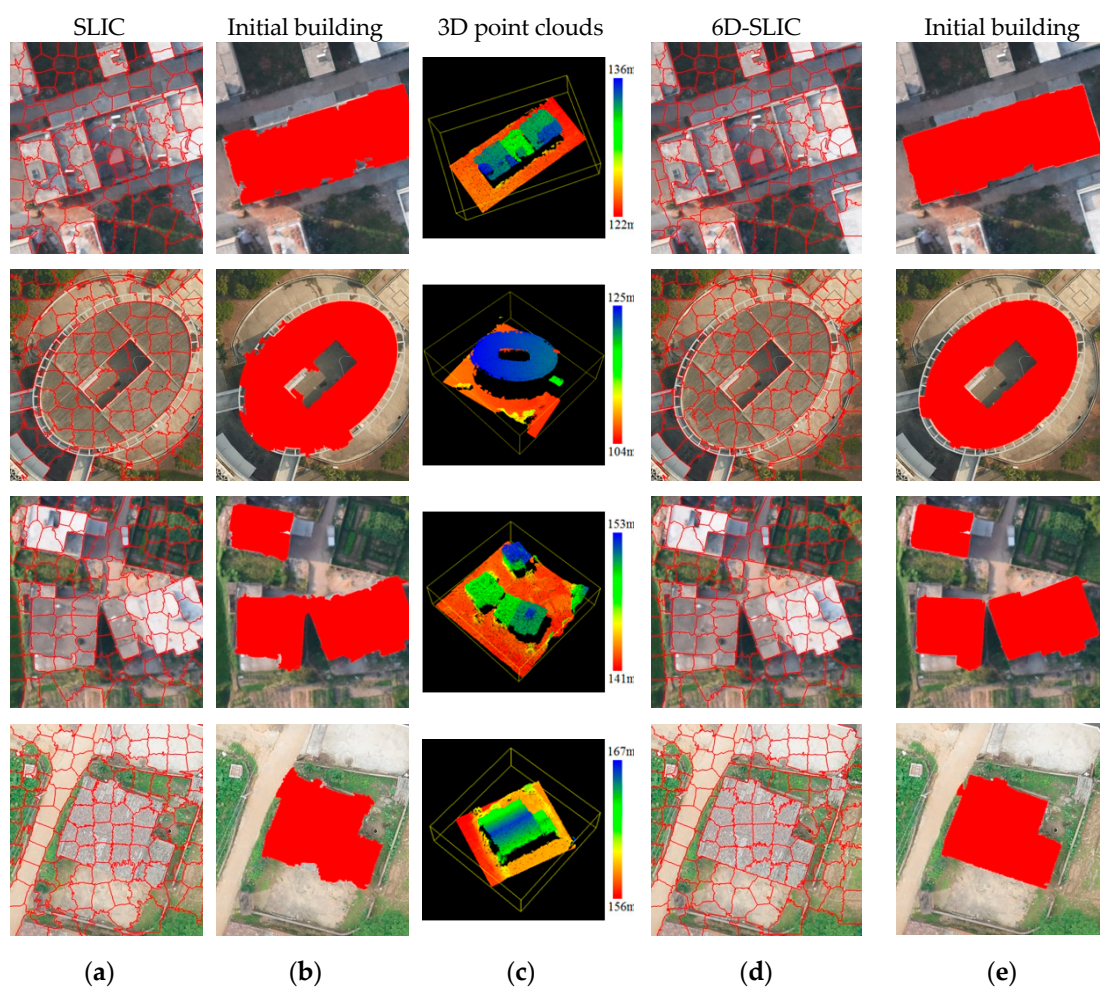 SLIC
Initial building
3D point clouds
6D-SLIC
Initial building
136m
122m
125m
104m
153m
141m
167m
156m
(a)
(b)
(c)
(d)
(e)